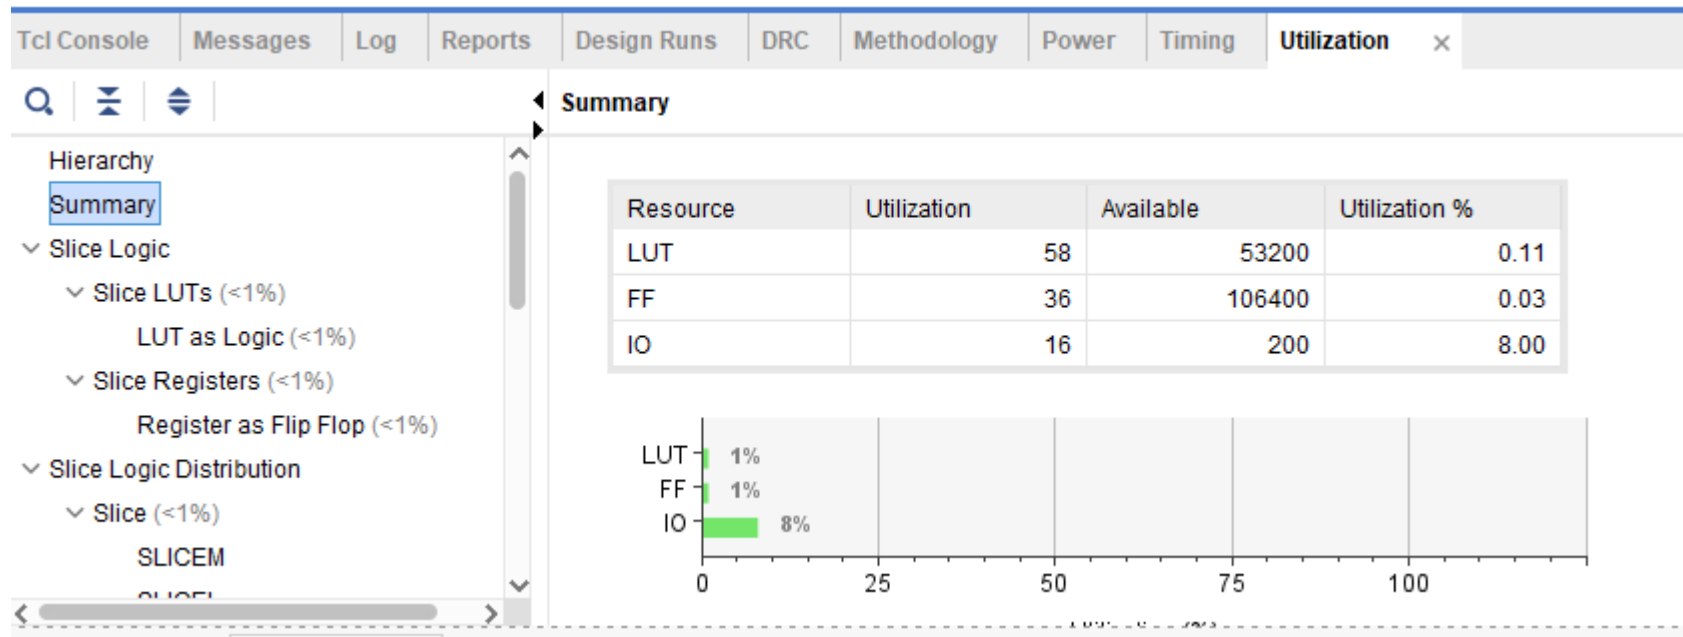 Tcl Console Messages Log Reports Design Runs DRC Methodology Power Timing Utilization ×
Summary
Hierarchy
Summary
Slice Logic
Slice LUTs (<1%)
LUT as Logic (<1%)
Slice Registers (<1%)
Register as Flip Flop (<1%)
Slice Logic Distribution
Slice (<1%)
SLICEM
Resource Utilization Available Utilization %
LUT 58 53200 0.11
FF 36 106400 0.03
IO 16 200 8.00
LUT 1%
FF 1%
IO 8%
0 25 50 75 100